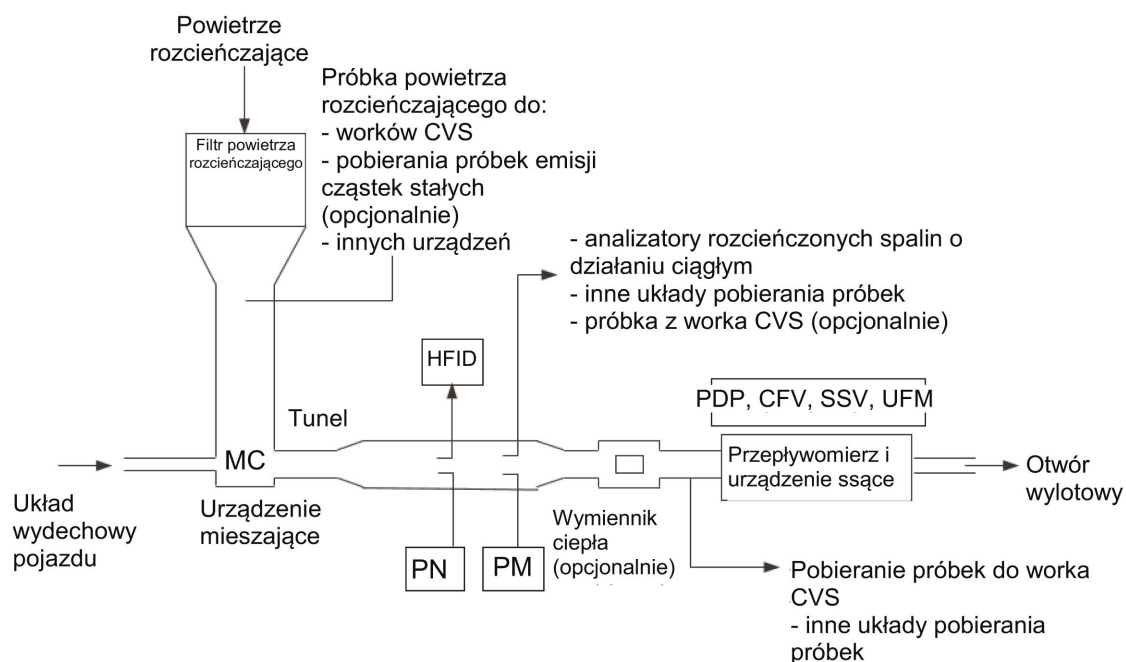 Powietrze
rozcieńczające
Próbka powietrza
rozcieńczającego do:
- worków CVS
- pobierania próbek emisji
cząstek stałych
(opcjonalnie)
- innych urządzeń
Filtr powietrza
rozcieńczającego
- analizatory rozcieńczonych spalin o
działaniu ciągłym
- inne układy pobierania próbek
- próbka z worka CVS (opcjonalnie)
HFID
PDP, CFV, SSV, UFM
Tunel
MC
Przepływomierz i
urządzenie ssące
Otwór
wylotowy
Układ
wydechowy
pojazdu
Urządzenie
mieszające
PN
PM
Wymiennik
ciepła
(opcjonalnie)
Pobieranie próbek do worka
CVS
- inne układy pobierania
próbek